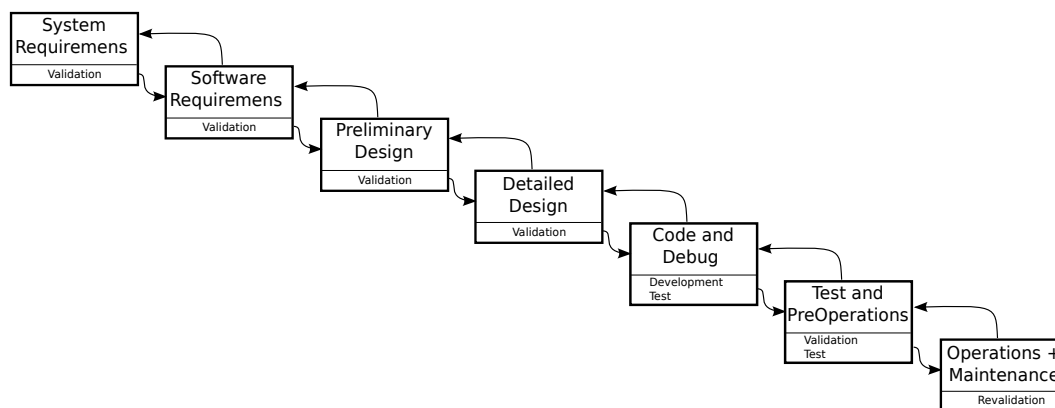 System
Requiremens
Validation
Software
Requiremens
Validation
Preliminary
Design
Validation
Detailed
Design
Validation
Code and
Debug
Development
Test
Test and
PreOperations
Validation
Test
Operations +
Maintenance
Revalidation